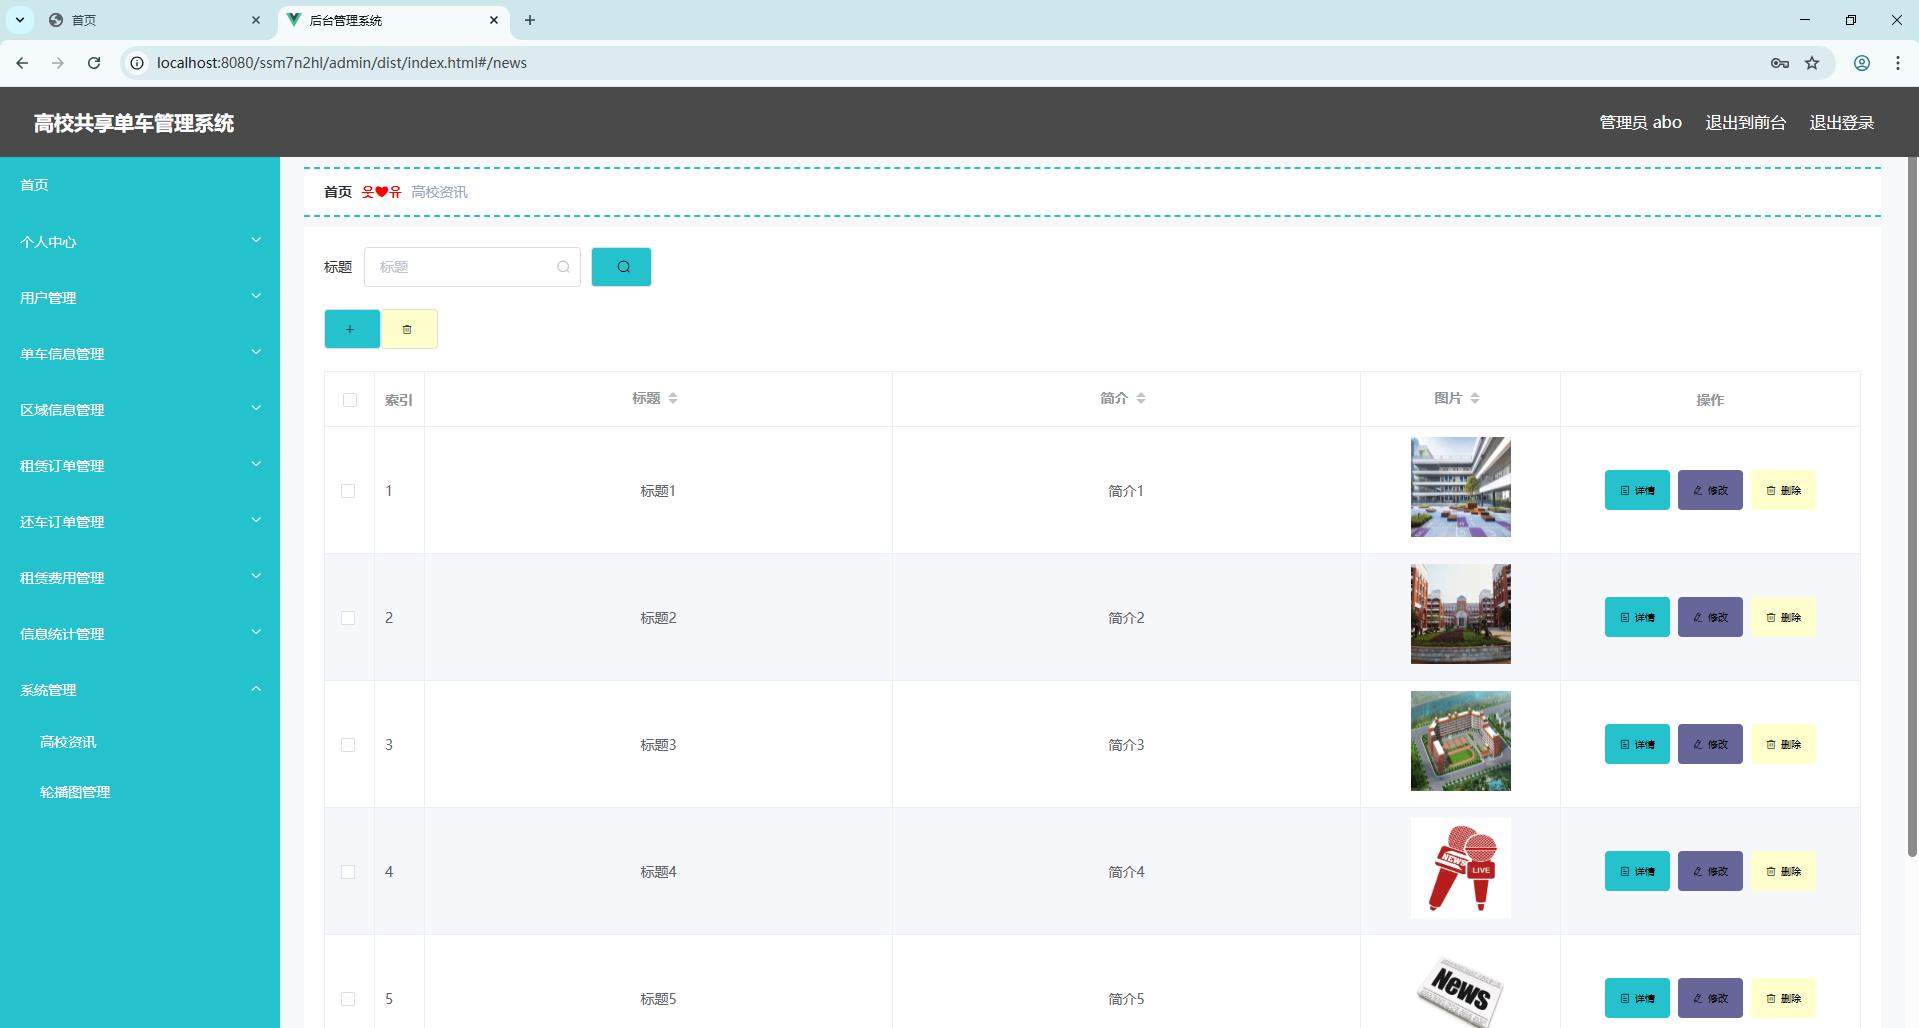 首页
后台管理系统
localhost:8080/ssm7n2hl/admin/dist/index.html#/news
高校共享单车管理系统
管理员 abo 退出到前台 退出登录
首页
个人中心
用户管理
单车信息管理
区域信息管理
租赁订单管理
还车订单管理
租赁费用管理
信息统计管理
系统管理
高校资讯
轮播图管理
首页 웃❤유 高校资讯
标题 标题
索引 标题 简介 图片 操作
1 标题1 简介1 详情 修改 删除
2 标题2 简介2 详情 修改 删除
3 标题3 简介3 详情 修改 删除
4 标题4 简介4 NEWS LIVE 详情 修改 删除
5 标题5 简介5 News 详情 修改 删除